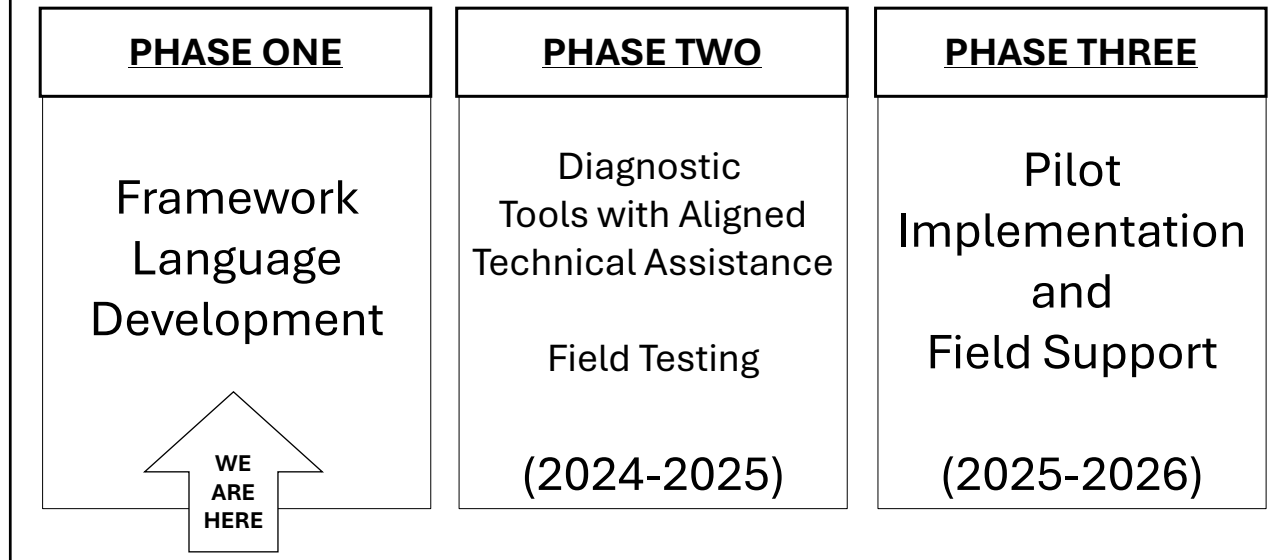 PHASE ONE
Framework
Language
Development
WE
ARE
HERE
PHASE TWO
Diagnostic
Tools with Aligned
Technical Assistance
Field Testing
(2024-2025)
PHASE THREE
Pilot
Implementation
and
Field Support
(2025-2026)